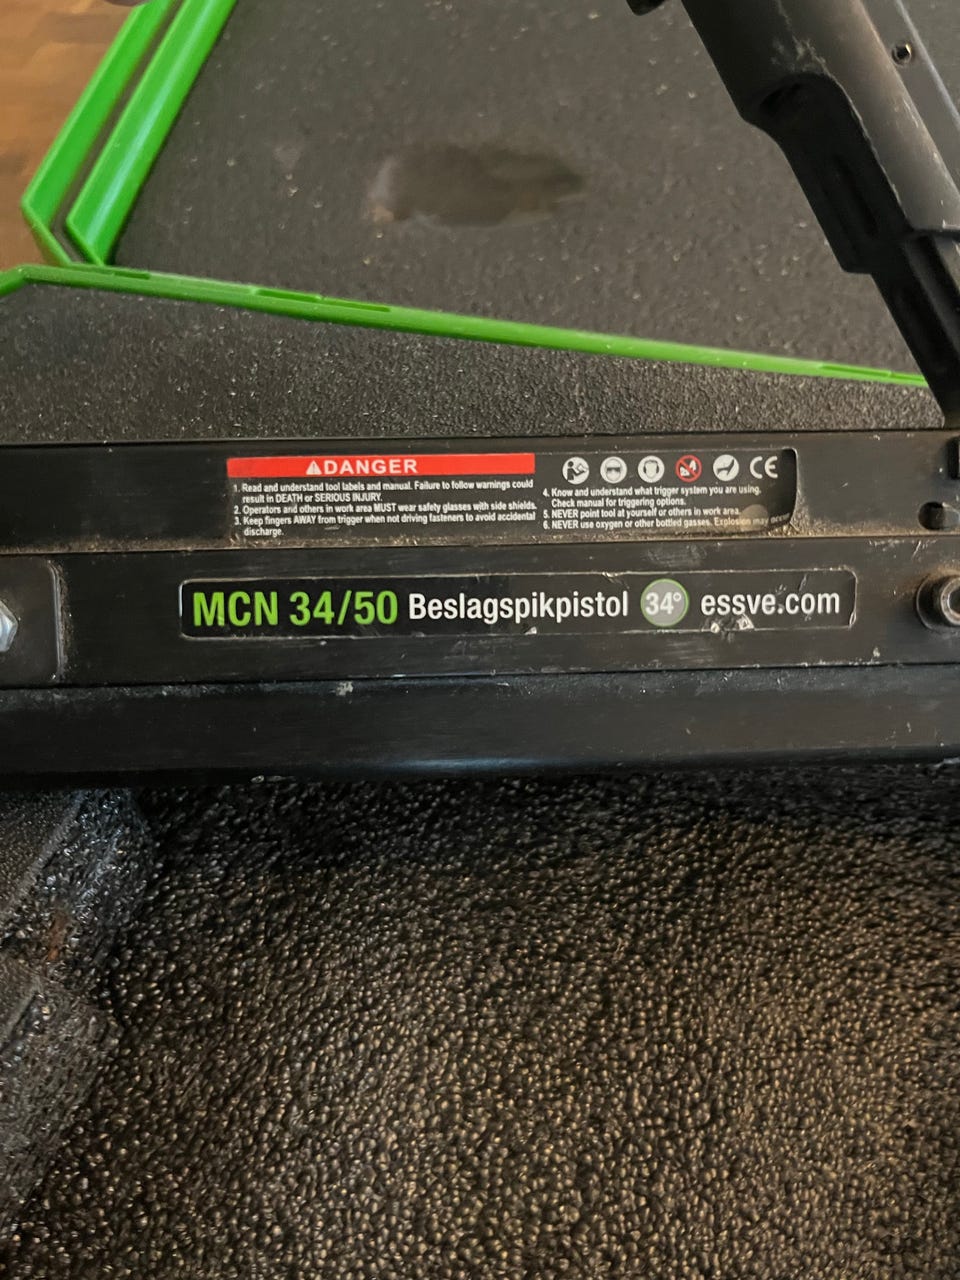 DANGER
1. Read and understand tool labels and manual. Failure to follow warnings could
result in DEATH or SERIOUS INJURY.
2. Operators and others in work area MUST wear safety glasses with side shields.
3. Keep fingers AWAY from trigger when not driving fasteners to avoid accidental
discharge.
CE
4. Know and understand what trigger system you are using.
Check manual for triggering options.
5. NEVER point tool at yourself or others in work area.
6. NEVER use oxygen or other bottled gasses. Explosion may occur
MCN 34/50 Beslagspikpistol 34° essve.com